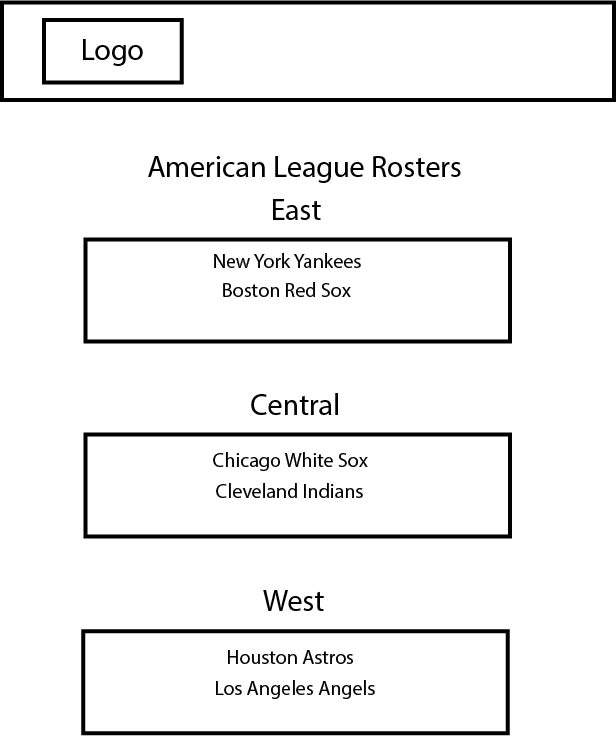 Logo
American League Rosters
East
New York Yankees
Boston Red Sox
Central
Chicago White Sox
Cleveland Indians
West
Houston Astros
Los Angeles Angels